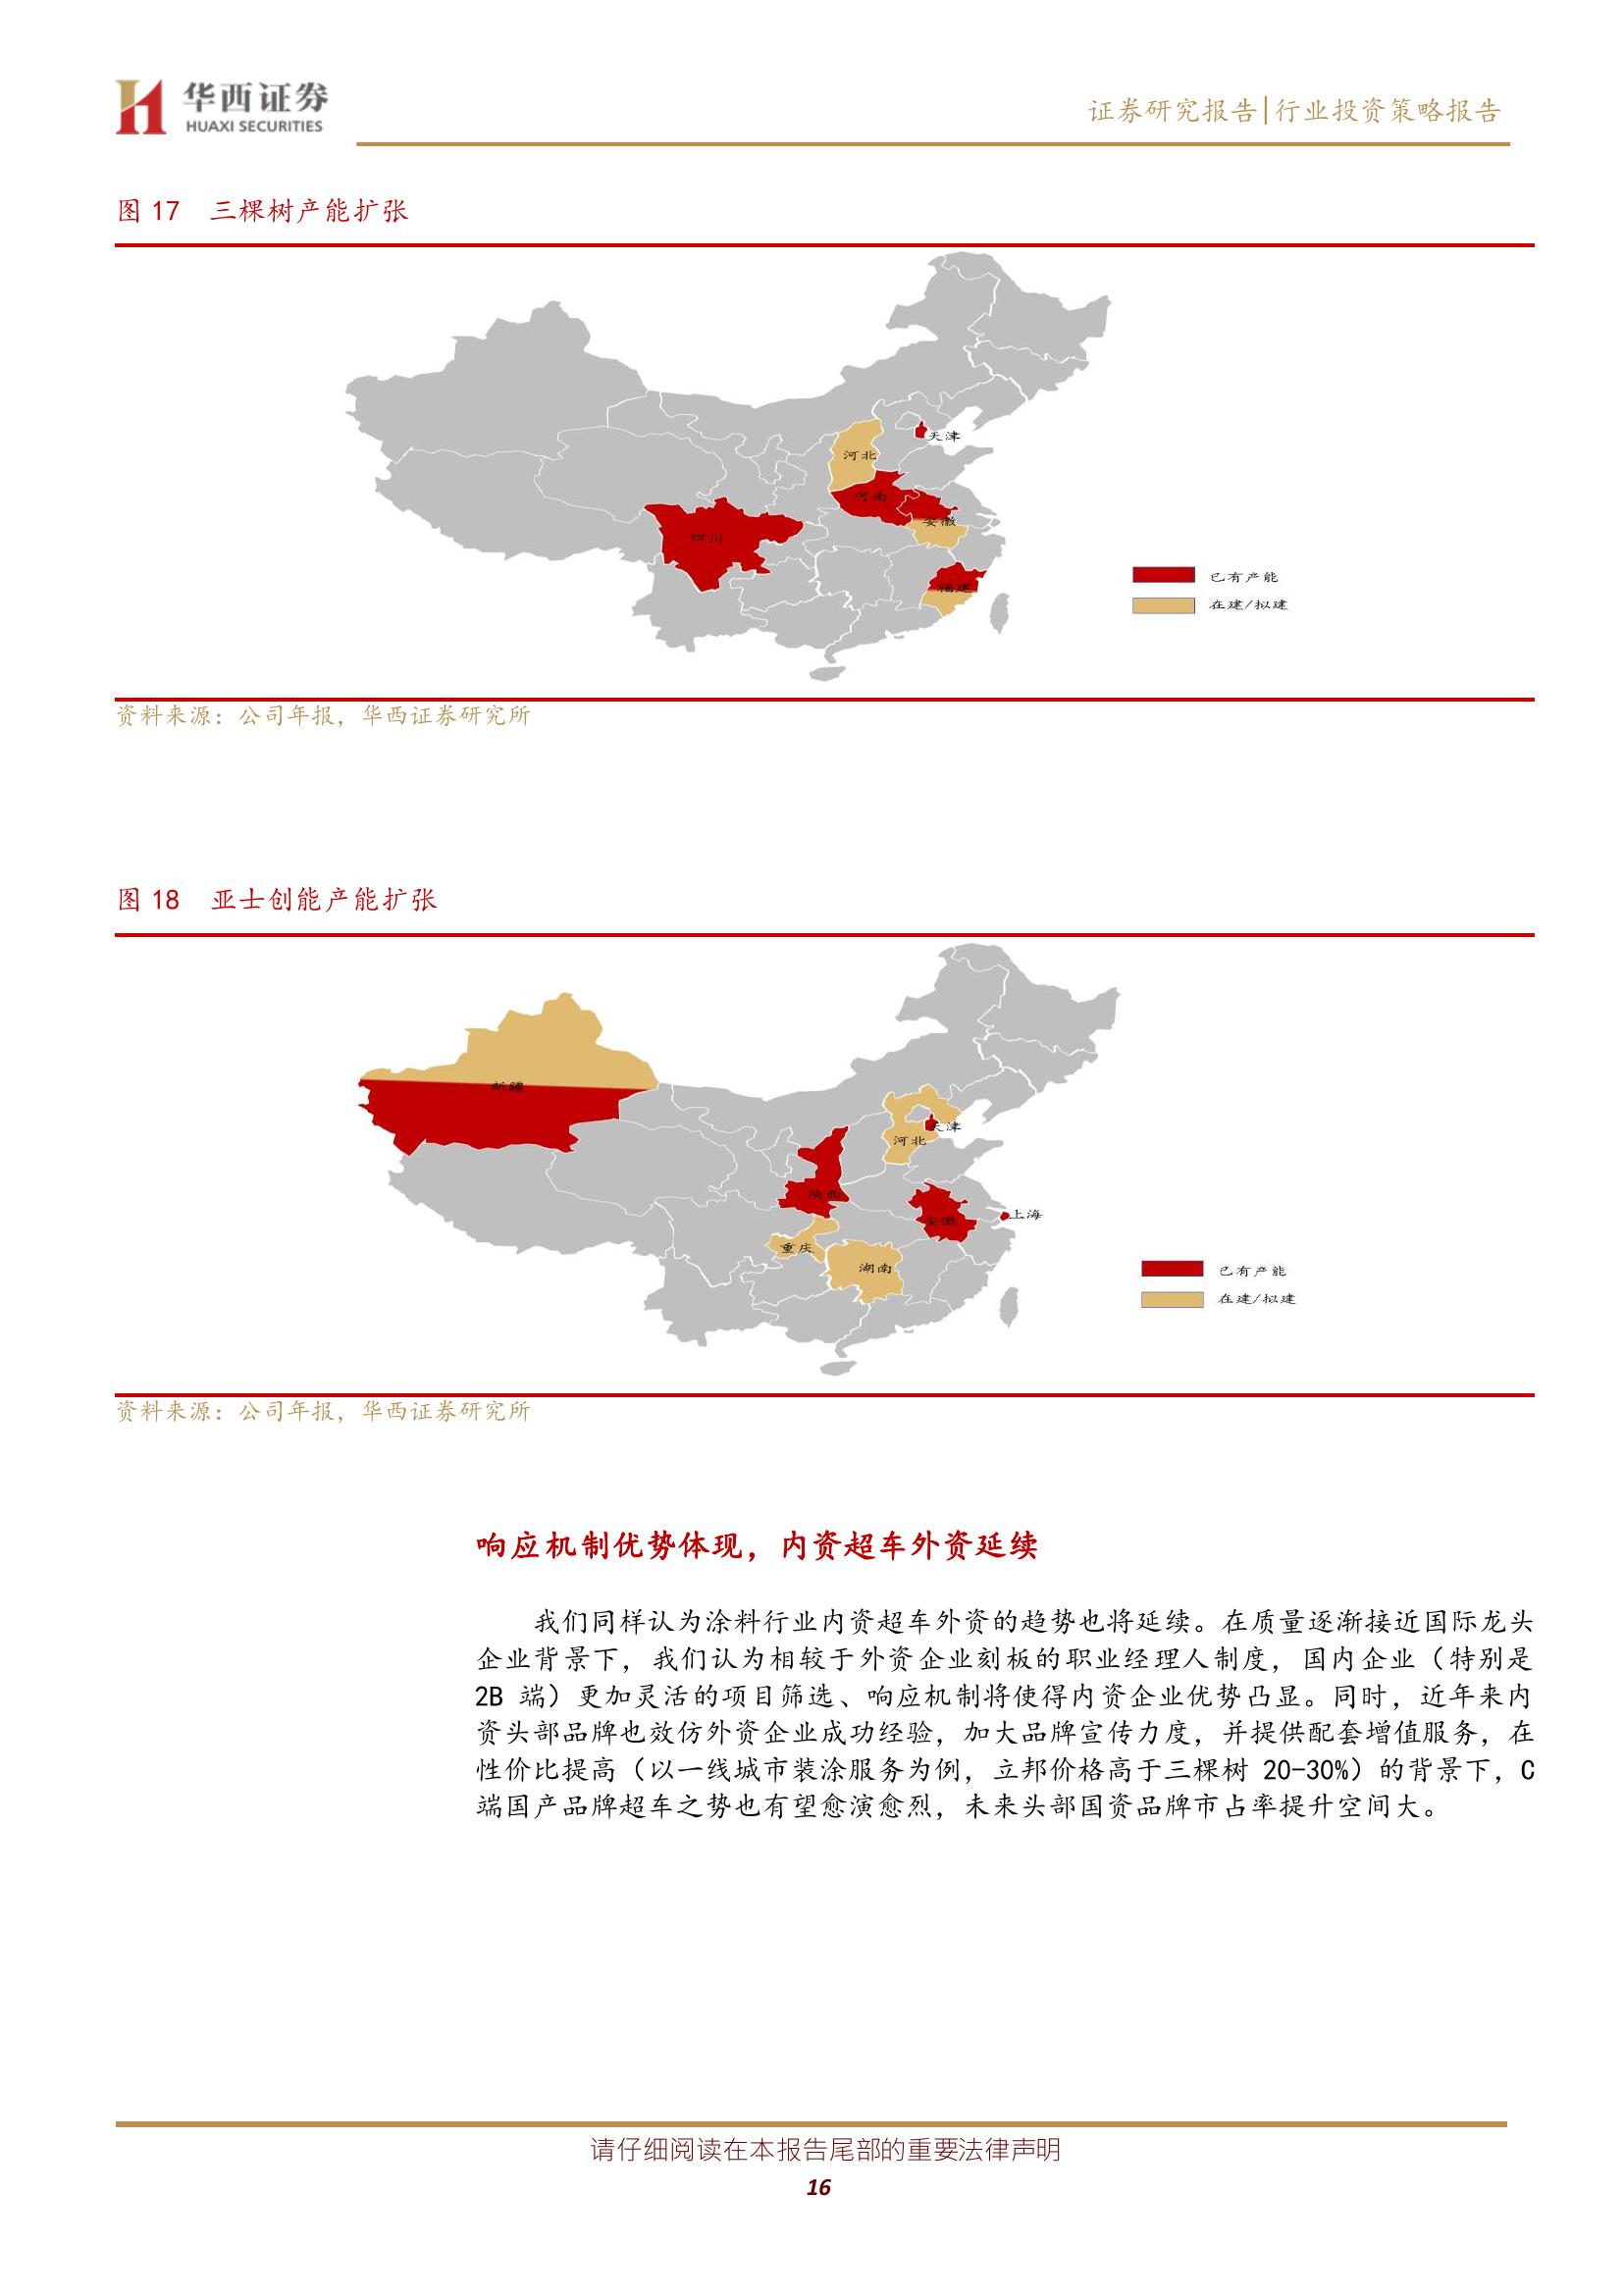 华西证券
HUAXI SECURITIES
证券研究报告|行业投资策略报告
图 17 三棵树产能扩张
天津
河北
河南
安徽
四川
福建
已有产能
在建/拟建
资料来源：公司年报，华西证券研究所
图 18 亚士创能产能扩张
新疆
天津
河北
陕西
安徽
上海
重庆
湖南
已有产能
在建/拟建
资料来源：公司年报，华西证券研究所
响应机制优势体现，内资超车外资延续
我们同样认为涂料行业内资超车外资的趋势也将延续。在质量逐渐接近国际龙头
企业背景下，我们认为相较于外资企业刻板的职业经理人制度，国内企业（特别是
2B 端）更加灵活的项目筛选、响应机制将使得内资企业优势凸显。同时，近年来内
资头部品牌也效仿外资企业成功经验，加大品牌宣传力度，并提供配套增值服务，在
性价比提高（以一线城市装涂服务为例，立邦价格高于三棵树 20-30%）的背景下，C
端国产品牌超车之势也有望愈演愈烈，未来头部国资品牌市占率提升空间大。
请仔细阅读在本报告尾部的重要法律声明
16